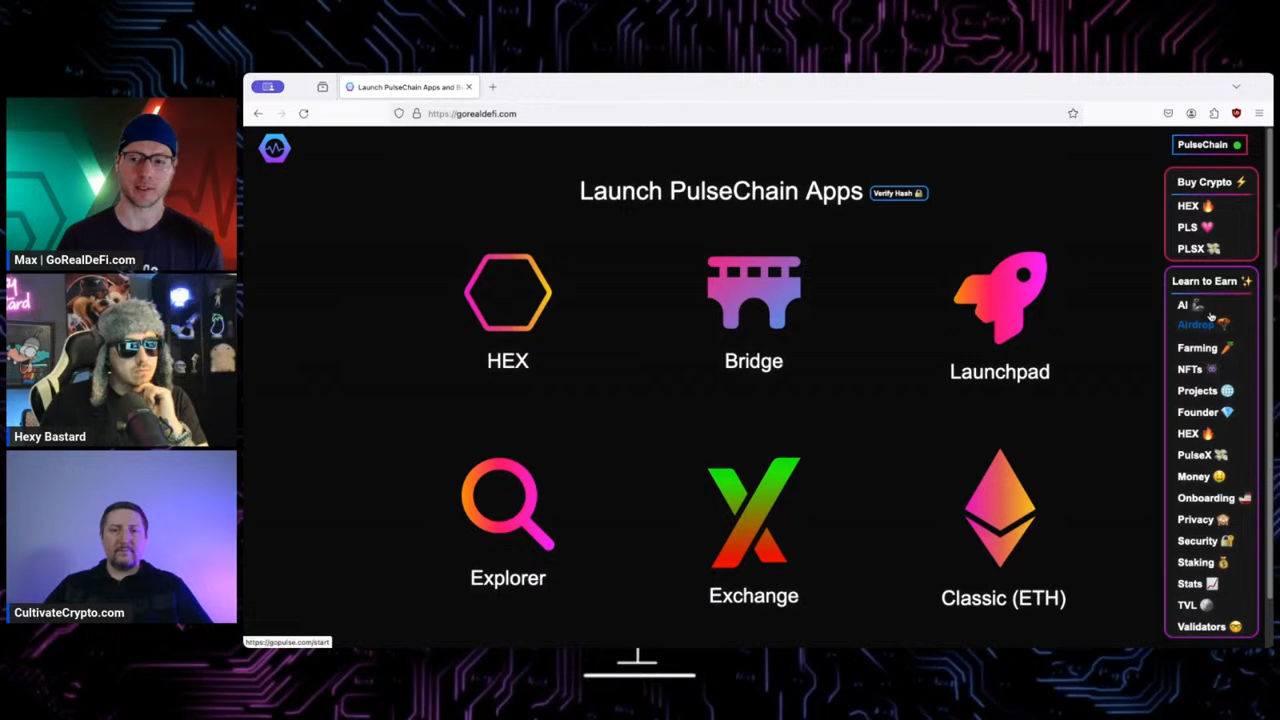 Launch PulseChain Apps and B
https://gorealdefi.com
Launch PulseChain Apps
Verify Hash
HEX
Bridge
Launchpad
Explorer
Exchange
Classic (ETH)
PulseChain
Buy Crypto
HEX
PLS
PLSX
Learn to Earn
AI
Airdrop
Farming
NFTs
Projects
Founder
HEX
PulseX
Money
Onboarding
Privacy
Security
Staking
Stats
TVL
Validators
https://gopulse.com/start
Max | GoRealDeFi.com
Hexy Bastard
CultivateCrypto.com